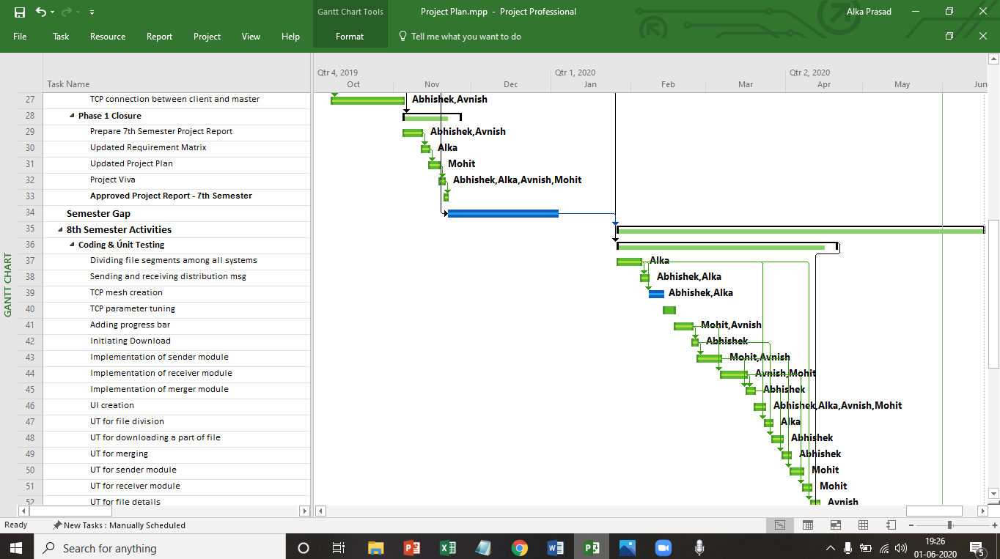 Gantt Chart Tools
Project Plan.mpp - Project Professional
Alka Prasad
File Task Resource Report Project View Help Format Tell me what you want to do
Qtr 4, 2019 Qtr 1, 2020 Qtr 2, 2020
Task Name Oct Nov Dec Jan Feb Mar Apr May Jun
27 TCP connection between client and master Abhishek,Avnish
28 Phase 1 Closure
29 Prepare 7th Semester Project Report Abhishek,Avnish
30 Updated Requirement Matrix Alka
31 Updated Project Plan Mohit
32 Project Viva Abhishek,Alka,Avnish,Mohit
33 Approved Project Report - 7th Semester
34 Semester Gap
35 8th Semester Activities
36 Coding & Únit Testing
37 Dividing file segments among all systems Alka
38 Sending and receiving distribution msg Abhishek,Alka
39 TCP mesh creation Abhishek,Alka
40 TCP parameter tuning
41 Adding progress bar Mohit,Avnish
42 Initiating Download Abhishek
43 Implementation of sender module Mohit,Avnish
44 Implementation of receiver module Avnish,Mohit
45 Implementation of merger module Abhishek
46 UI creation Abhishek,Alka,Avnish,Mohit
47 UT for file division Alka
48 UT for downloading a part of file Abhishek
49 UT for merging Abhishek
50 UT for sender module Mohit
51 UT for receiver module Mohit
52 UT for file details Avnish
GANTT CHART
Ready New Tasks : Manually Scheduled
Search for anything
19:26
01-06-2020
5